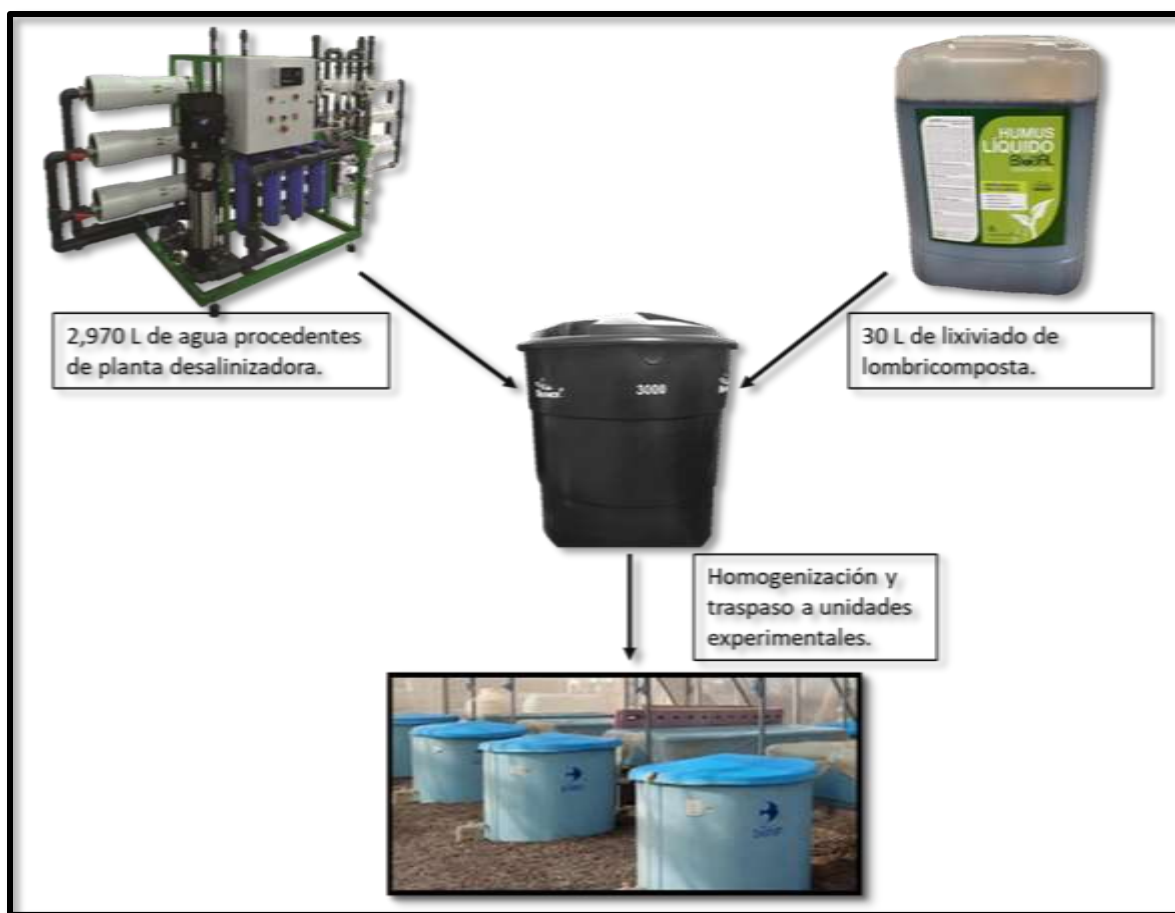 HUMUS
LÍQUIDO
2,970 L de agua procedentes
de planta desalinizadora.
30 L de lixiviado de
lombricomposta.
3000
Homogenización y
traspaso a unidades
experimentales.